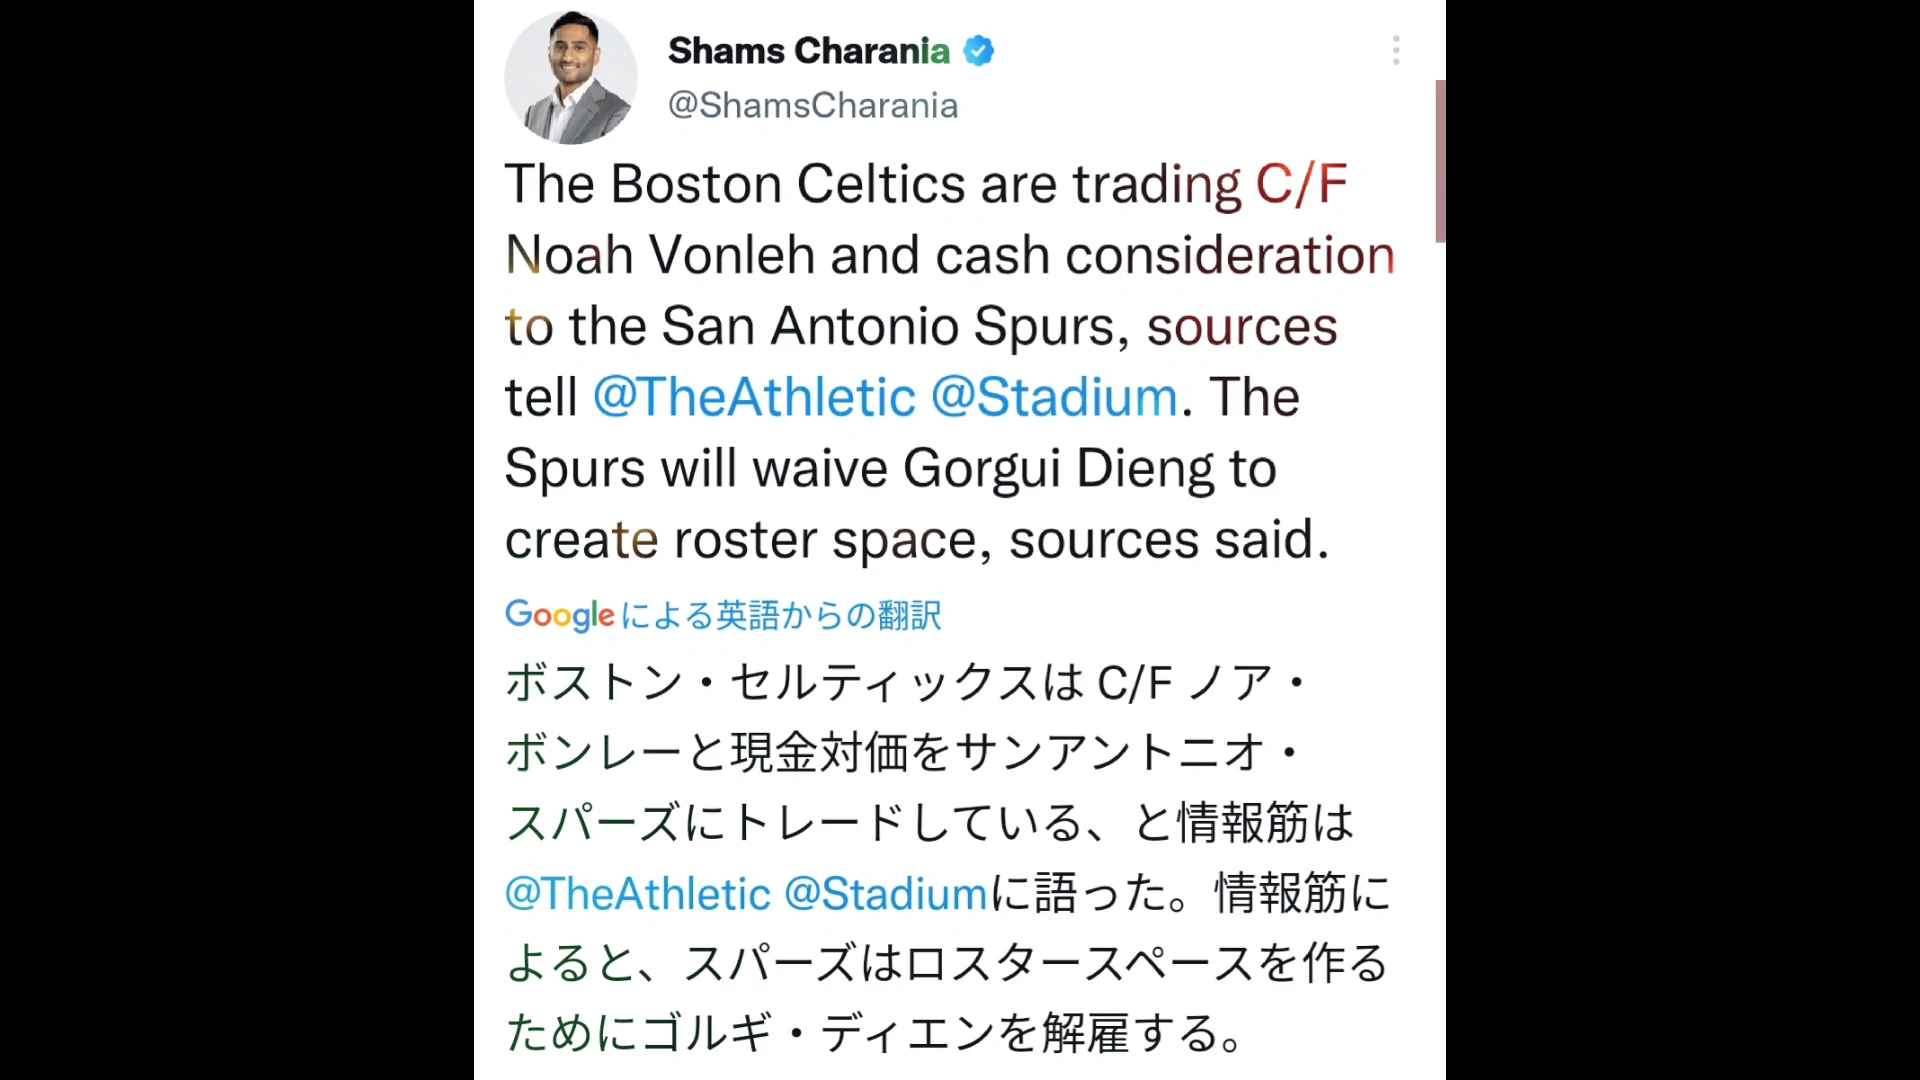 Shams Charania
@ShamsCharania
The Boston Celtics are trading C/F
Noah Vonleh and cash consideration
to the San Antonio Spurs, sources
tell @TheAthletic @Stadium. The
Spurs will waive Gorgui Dieng to
create roster space, sources said.
Googleによる英語からの翻訳
ボストン・セルティックスは C/F ノア・
ボンレーと現金対価をサンアントニオ・
スパーズにトレードしている、と情報筋は
@TheAthletic @Stadiumに語った。情報筋に
よると、スパーズはロスタースペースを作る
ためにゴルギ・ディエンを解雇する。